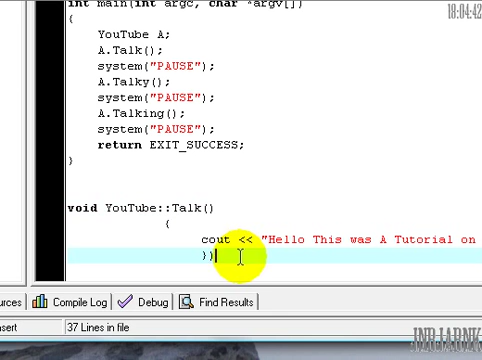 int main(int argc, char *argv[])
18:04:42
{
YouTube A;
A.Talk();
system("PAUSE");
A.Talky();
system("PAUSE");
A.Talking();
system("PAUSE");
return EXIT_SUCCESS;
}
void YouTube::Talk()
{
cout << "Hello This was A Tutorial on
})
ources Compile Log Debug Find Results
nsert 37 Lines in file